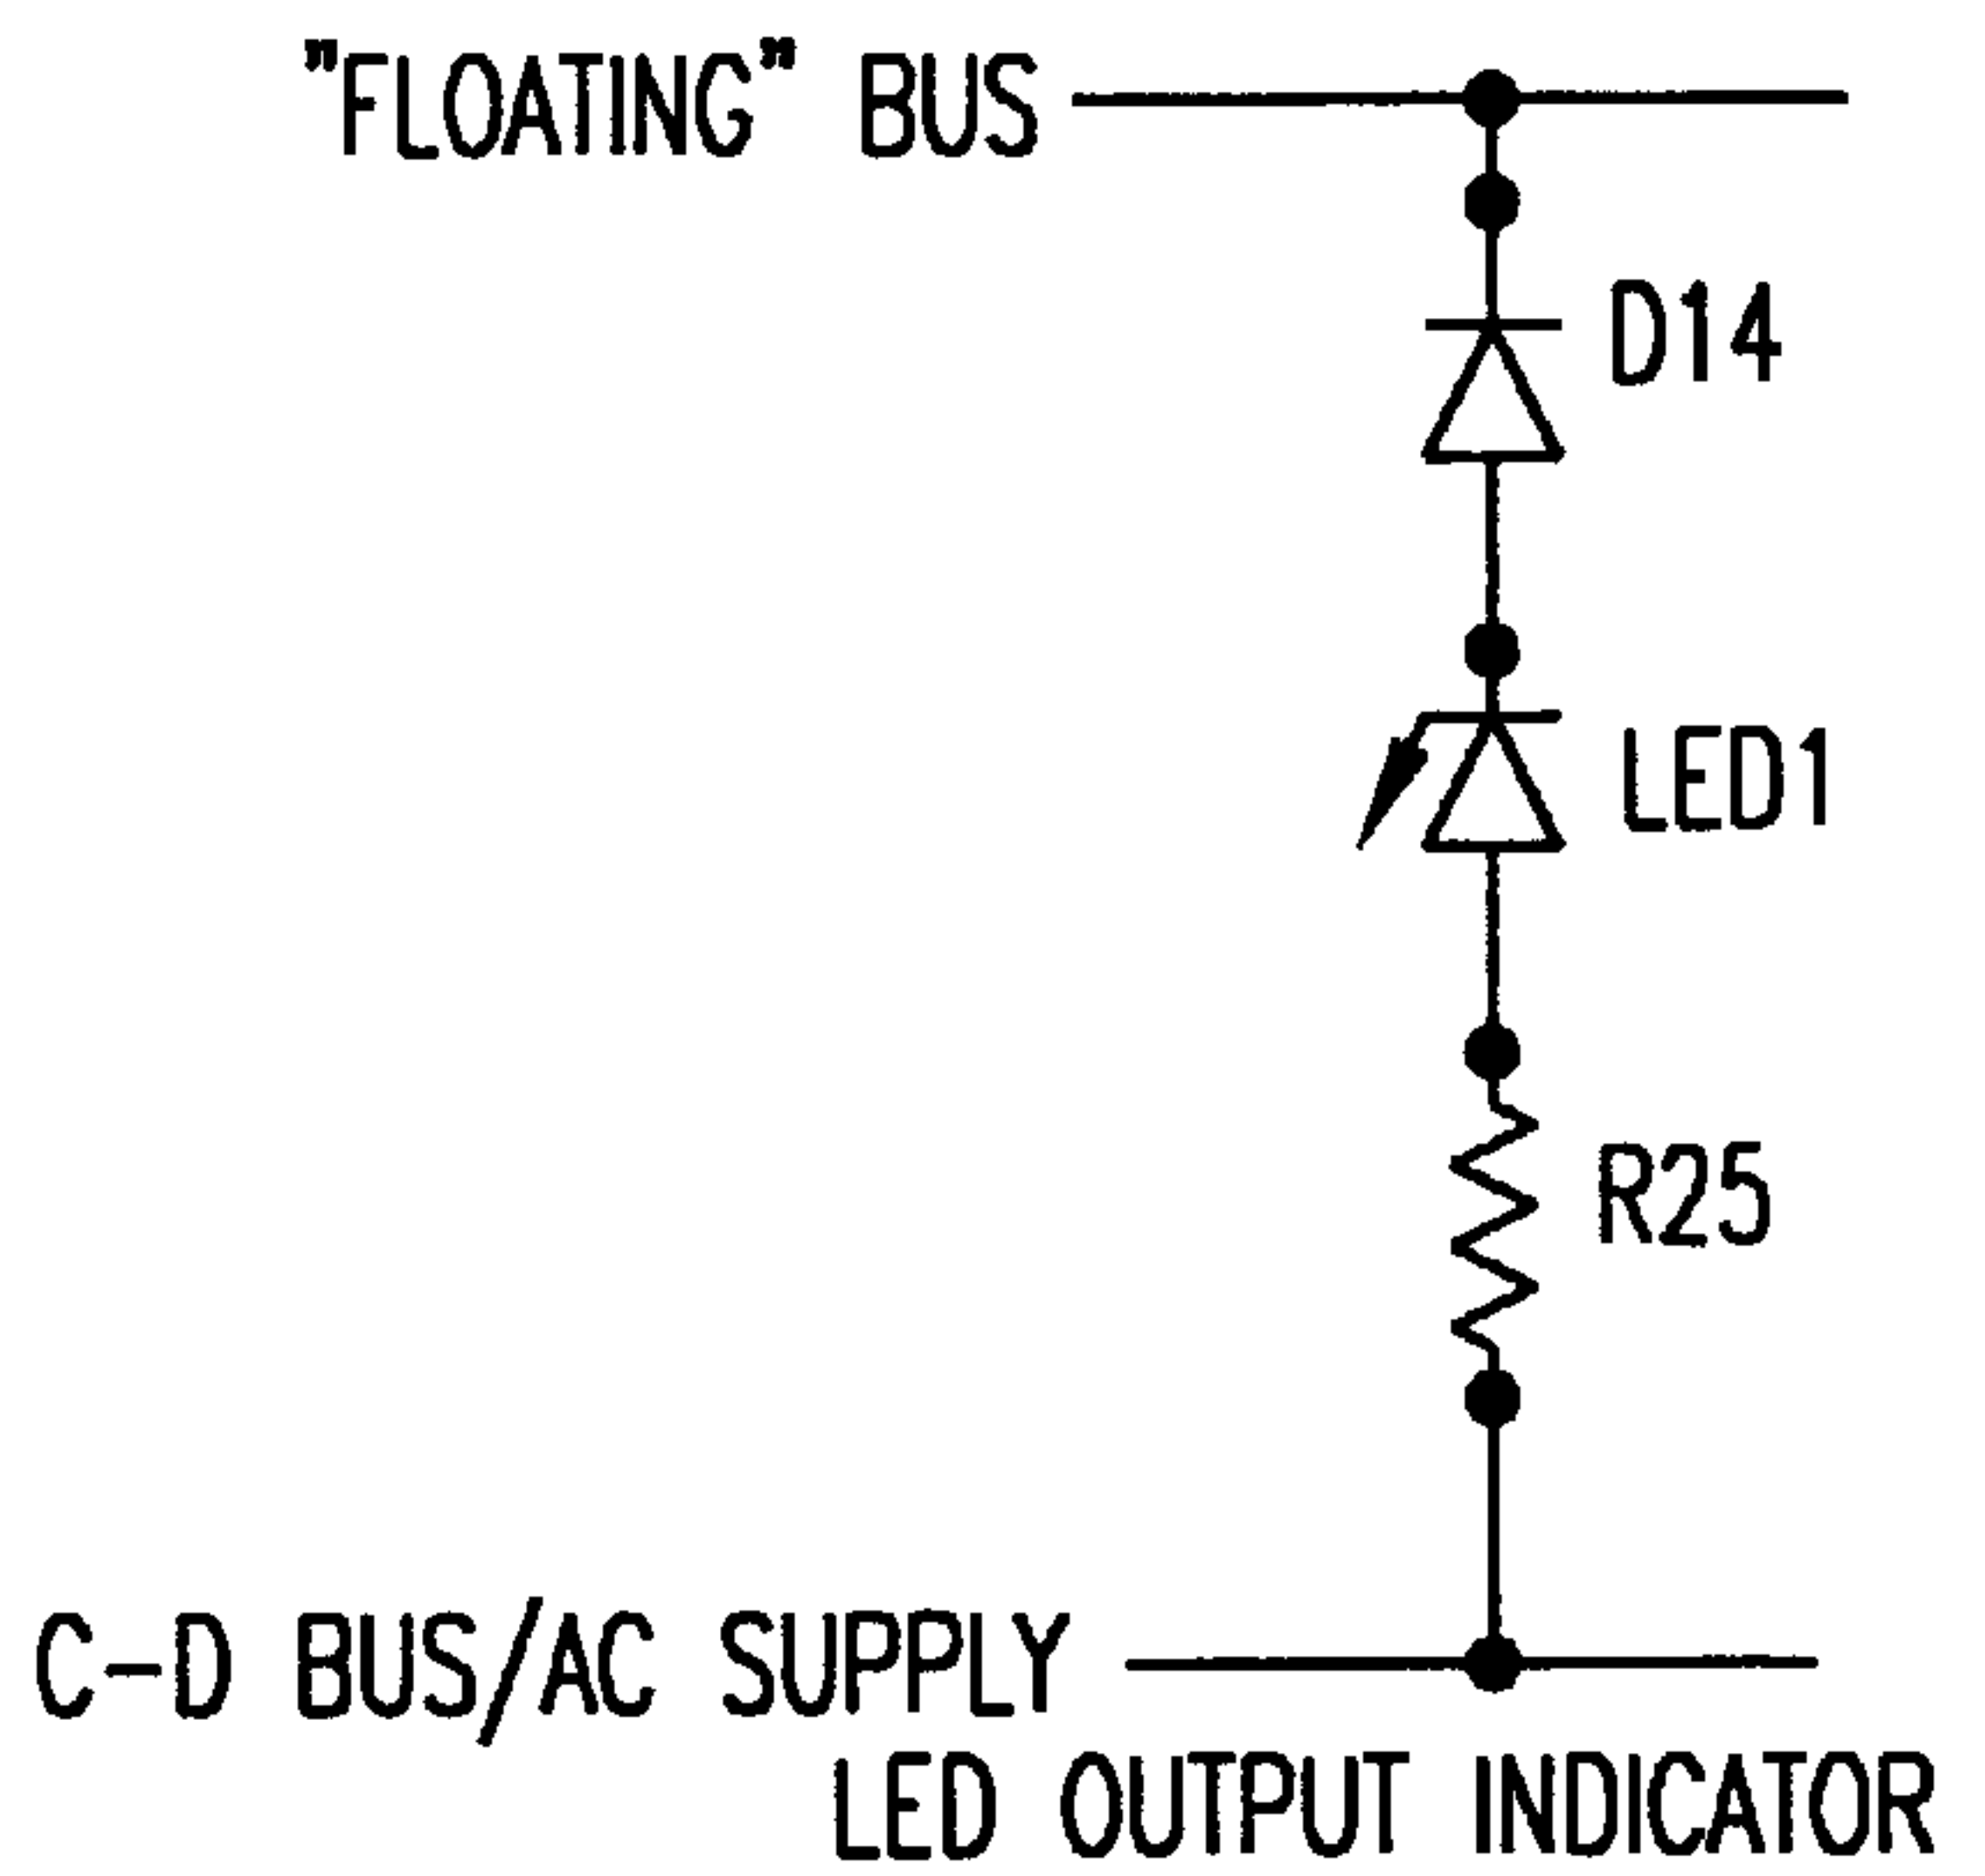 "FLOATING" BUS
D14
LED1
R25
C-D BUS/AC SUPPLY
LED OUTPUT INDICATOR